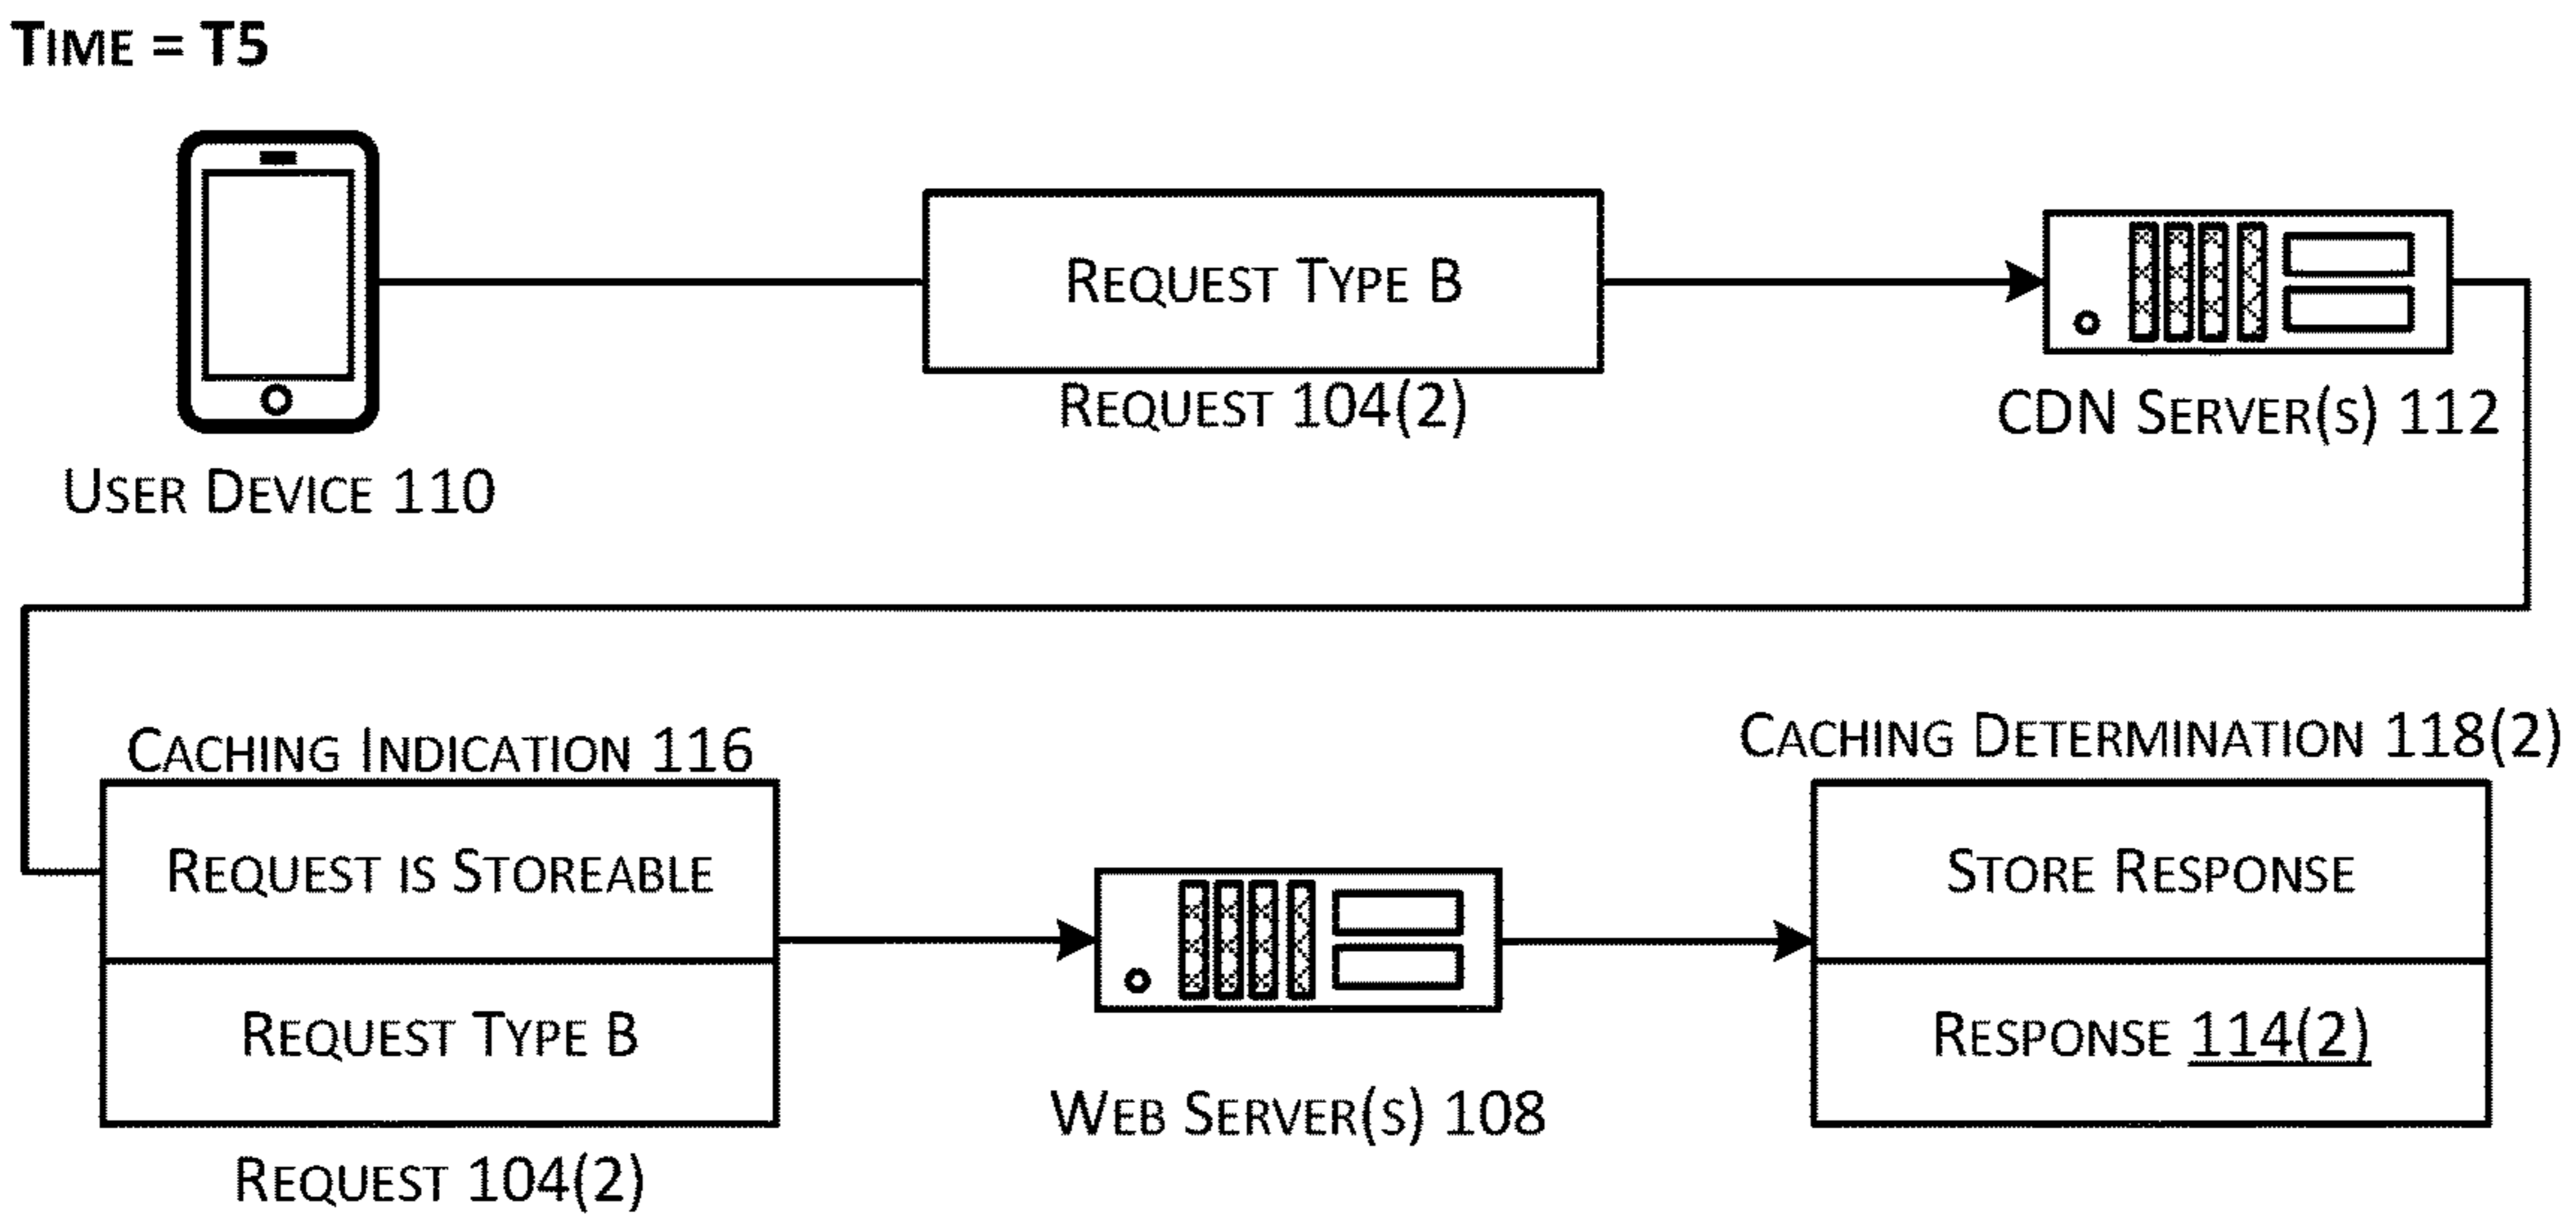 TIME = T5
REQUEST TYPE B
REQUEST 104(2)
CDN SERVER(S) 112
USER DEVICE 110
CACHING INDICATION 116
REQUEST IS STOREABLE
REQUEST TYPE B
REQUEST 104(2)
WEB SERVER(S) 108
CACHING DETERMINATION 118(2)
STORE RESPONSE
RESPONSE 114(2)